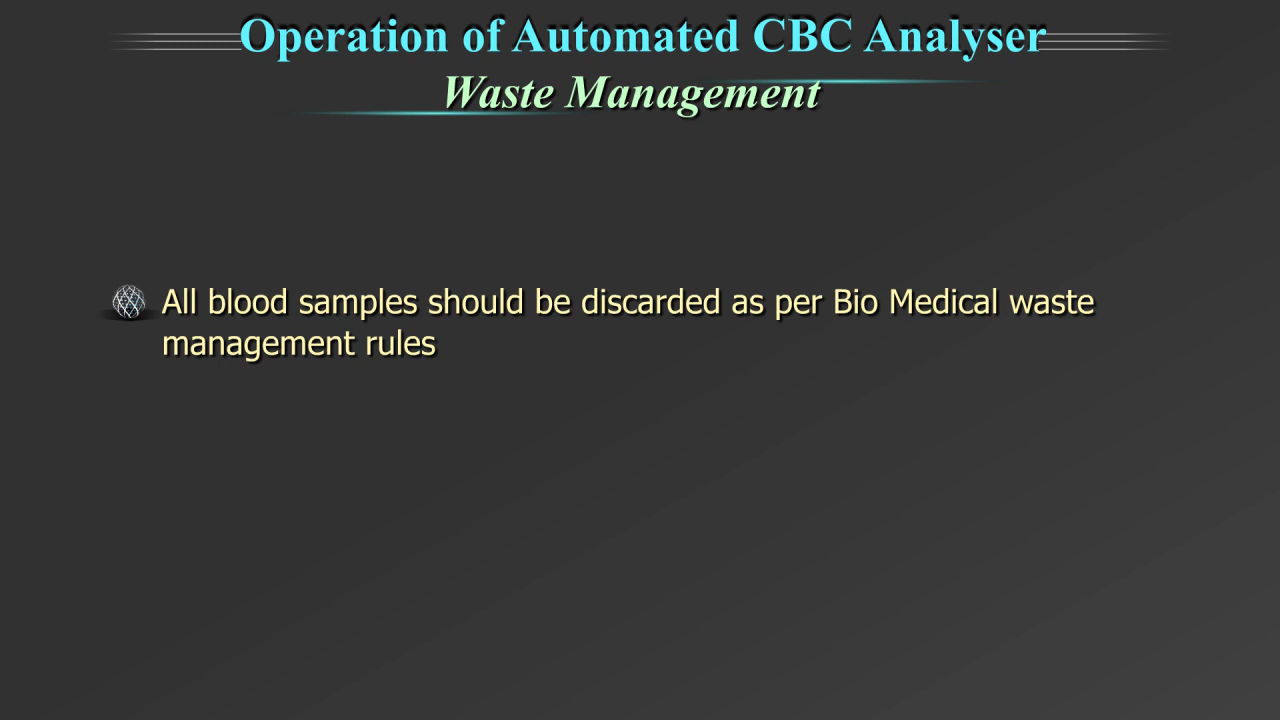 Operation of Automated CBC Analyser
Waste Management
All blood samples should be discarded as per Bio Medical waste
management rules